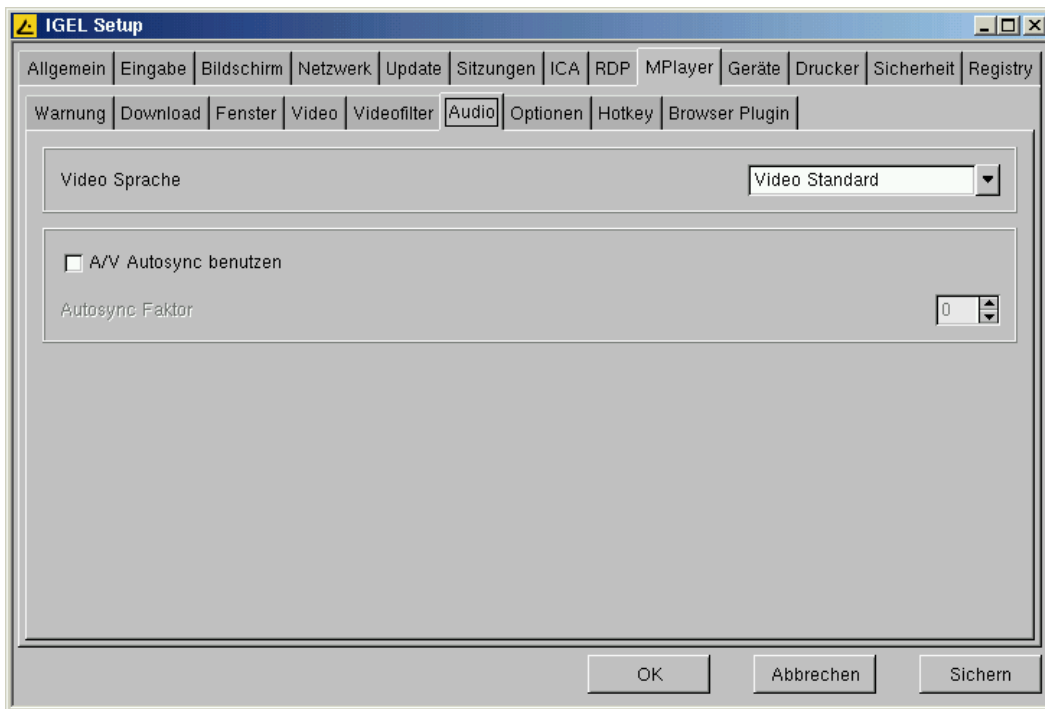 IGEL Setup
Allgemein Eingabe Bildschirm Netzwerk Update Sitzungen ICA RDP MPlayer Geräte Drucker Sicherheit Registry
Warnung Download Fenster Video Videofilter Audio Optionen Hotkey Browser Plugin
Video Sprache Video Standard
A/V Autosync benutzen
Autosync Faktor 0
OK Abbrechen Sichern